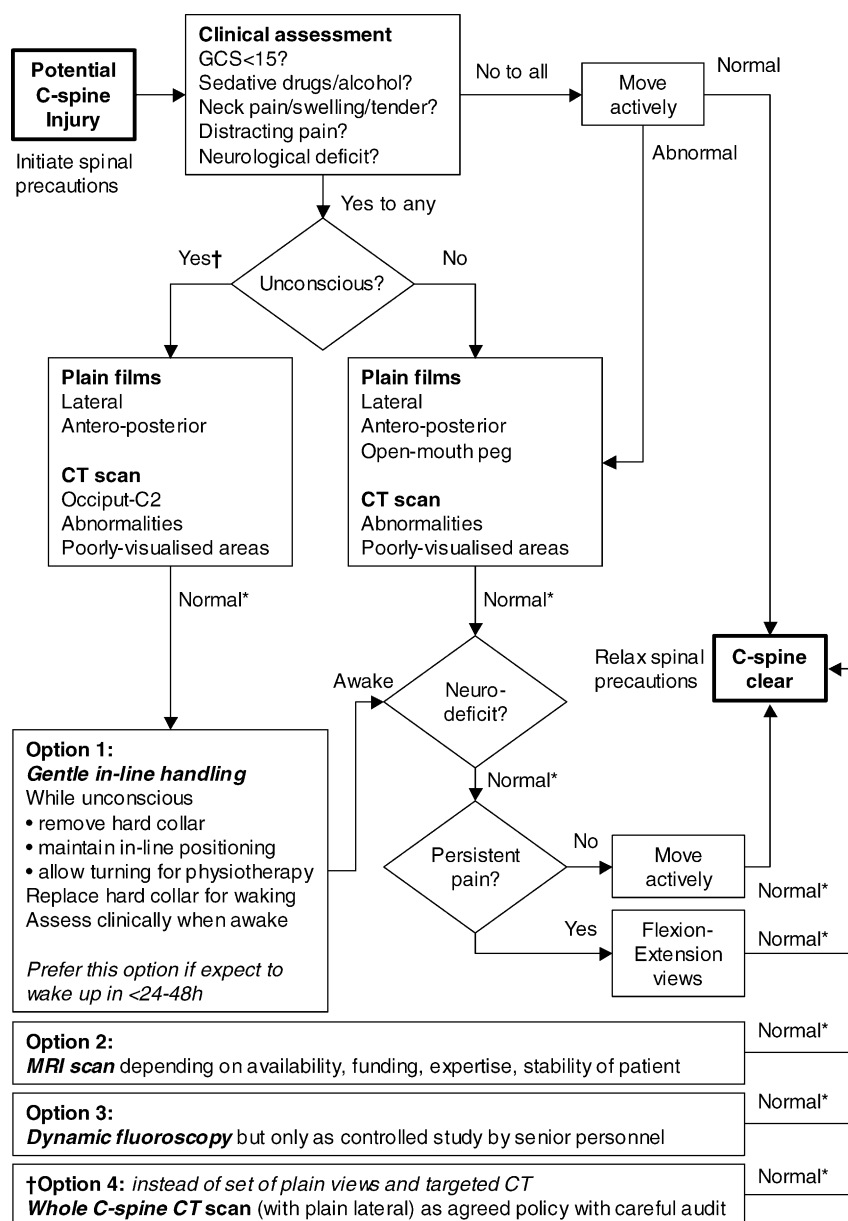 Potential
C-spine
Injury
Initiate spinal
precautions
Clinical assessment
GCS<15?
Sedative drugs/alcohol?
Neck pain/swelling/tender?
Distracting pain?
Neurological deficit?
No to all
Move
actively
Normal
Abnormal
Yes to any
Unconscious?
Yes†
No
Plain films
Lateral
Antero-posterior
CT scan
Occiput-C2
Abnormalities
Poorly-visualised areas
Plain films
Lateral
Antero-posterior
Open-mouth peg
CT scan
Abnormalities
Poorly-visualised areas
Normal*
Normal*
Relax spinal
precautions
C-spine
clear
Awake
Neuro-
deficit?
Normal*
Option 1:
Gentle in-line handling
While unconscious
• remove hard collar
• maintain in-line positioning
• allow turning for physiotherapy
Replace hard collar for waking
Assess clinically when awake
Prefer this option if expect to
wake up in <24-48h
Persistent
pain?
No
Move
actively
Normal*
Yes
Flexion-
Extension
views
Normal*
Option 2:
MRI scan depending on availability, funding, expertise, stability of patient
Normal*
Option 3:
Dynamic fluoroscopy but only as controlled study by senior personnel
Normal*
†Option 4: instead of set of plain views and targeted CT
Whole C-spine CT scan (with plain lateral) as agreed policy with careful audit
Normal*